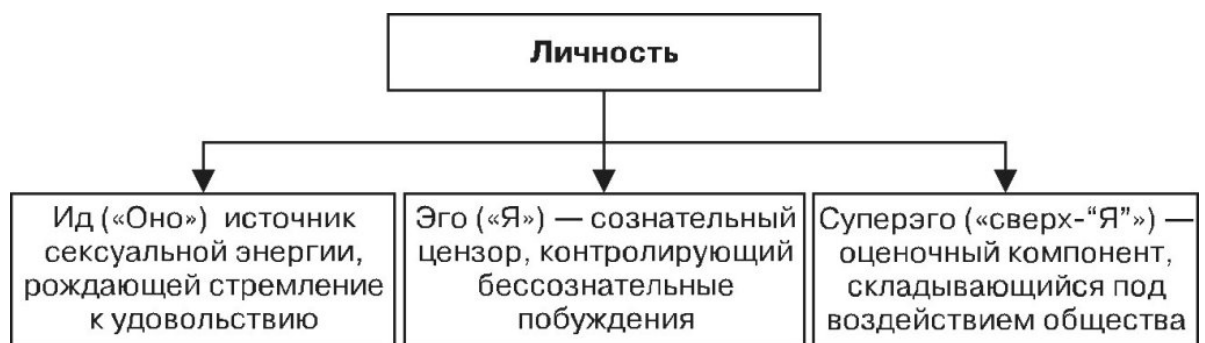 Личность
Ид («Оно») источник
сексуальной энергии,
рождающей стремление
к удовольствию
Эго («Я») — сознательный
цензор, контролирующий
бессознательные
побуждения
Суперэго («сверх-“Я”») —
оценочный компонент,
складывающийся под
воздействием общества